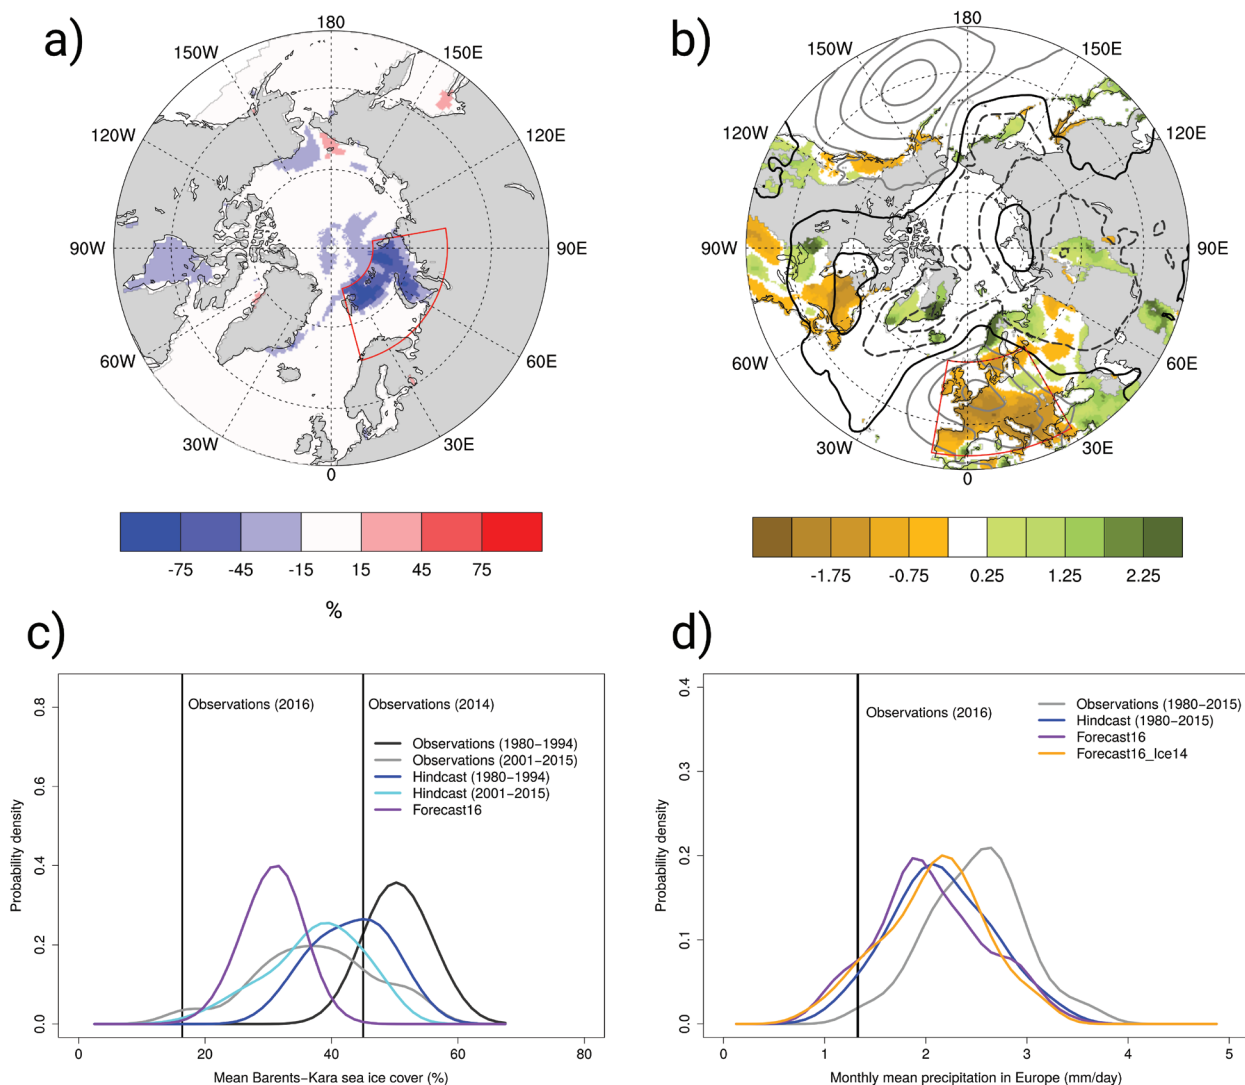 a)
180
150W
150E
120W
120E
90W
90E
60W
60E
30W
30E
0
-75
-45
-15
15
45
75
%
b)
180
150W
150E
120W
120E
90W
90E
60W
60E
30W
30E
0
-1.75
-0.75
0.25
1.25
2.25
c)
Probability density
0.8
0.6
0.4
0.2
0.0
Observations (2016)
Observations (2014)
Observations (1980−1994)
Observations (2001−2015)
Hindcast (1980−1994)
Hindcast (2001−2015)
Forecast16
0
20
40
60
80
Mean Barents−Kara sea ice cover (%)
d)
Probability density
0.4
0.3
0.2
0.1
0.0
Observations (2016)
Observations (1980−2015)
Hindcast (1980−2015)
Forecast16
Forecast16_Ice14
0
1
2
3
4
5
Monthly mean precipitation in Europe (mm/day)